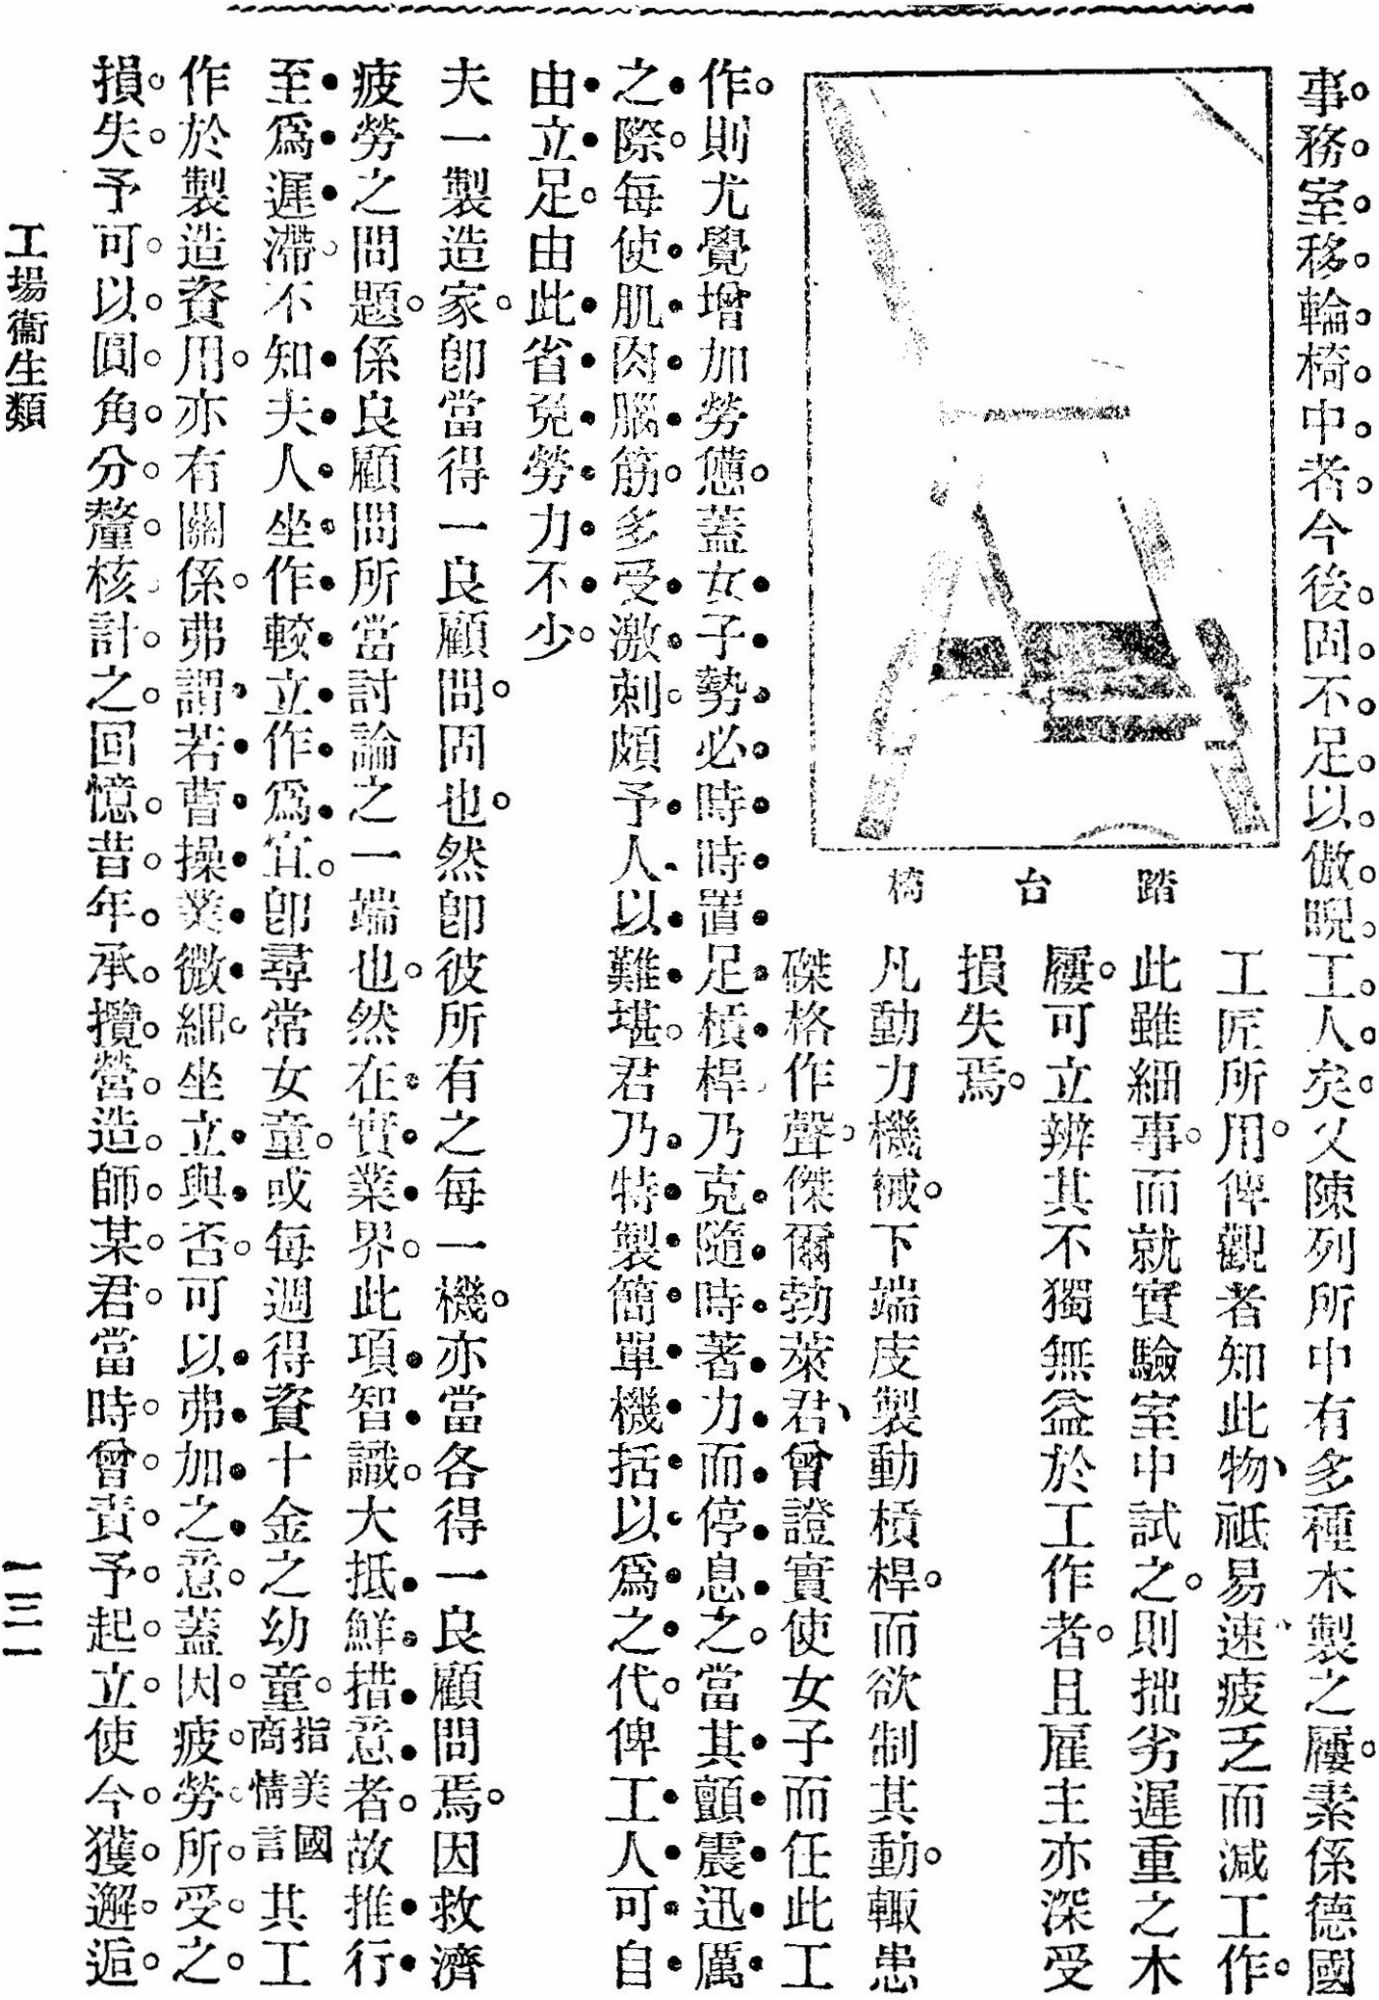 事務室移輪椅中者今後固不足以傲睨工人矣又陳列所中有多種木製之屨素係德國
工匠所用俾觀者知此物、祗易速疲乏而減工作。
此雖細事。而就實驗室中試之。則拙劣遲重之木
屨。可立辨其不獨無益於工作者。且雇主亦深受
損失焉。
踏台椅
凡動力機械。下端皮製動槓桿。而欲制其動。輒患
磔格作聲。傑爾勃萊君、曾證實使女子而任此工
作。則尤覺增加勞憊。蓋女子勢必時時置足槓桿乃克隨時著力而停息之。當其顫震迅厲
之際。每使肌肉腦筋。多受激刺。頗予人以難堪。君乃特製簡單機括以爲之代。俾工人可自
由立足。由此省免勞力不少。
夫一製造家。卽當得一良顧問。固也。然卽彼所有之每一機。亦當各得一良顧問焉。因救濟
疲勞之問題。係良顧問所當討論之一端也。然在實業界。此項智識。大抵鮮措意者。故推行
至爲遲滯。不知夫人坐作較立作爲宜。卽尋常女童。或每週得資十金之幼童。指美國商情言其工
作於製造資用。亦有關係。弗謂若曹操業微細。坐立與否。可以弗加之意。蓋因疲勞所受之
損失。予可以圓角分釐核計之。回憶昔年。承攬營造師某君。當時曾責予起立。使今獲邂逅
工場衞生類
一三一